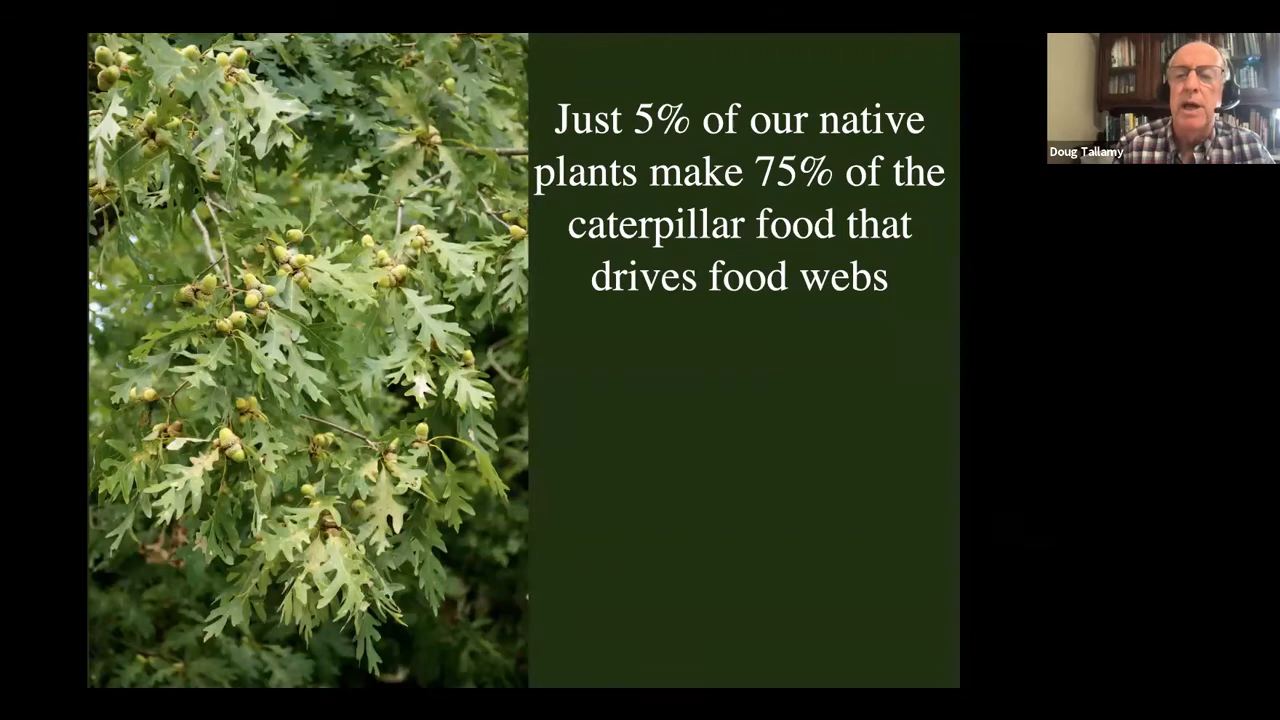 Just 5% of our native
plants make 75% of the
caterpillar food that
drives food webs
Doug Tallamy